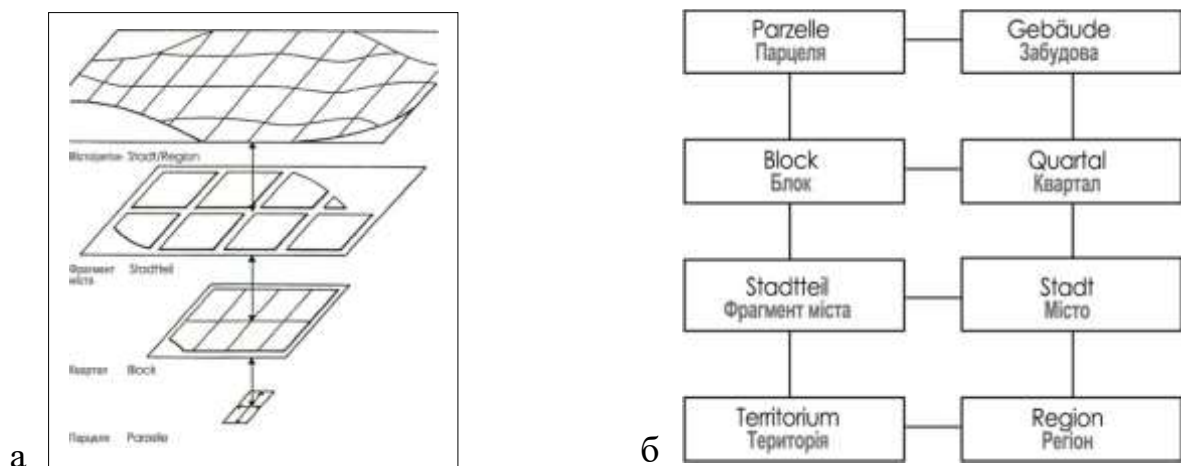 Stadt/Region
Фрагмент Stadtteil
міста
Квартал Block
Парцеля Parzelle
а
Parzelle
Парцеля
Gebäude
Забудова
Block
Блок
Quartal
Квартал
Stadtteil
Фрагмент міста
Stadt
Місто
Territorium
Територія
Region
Регіон
б